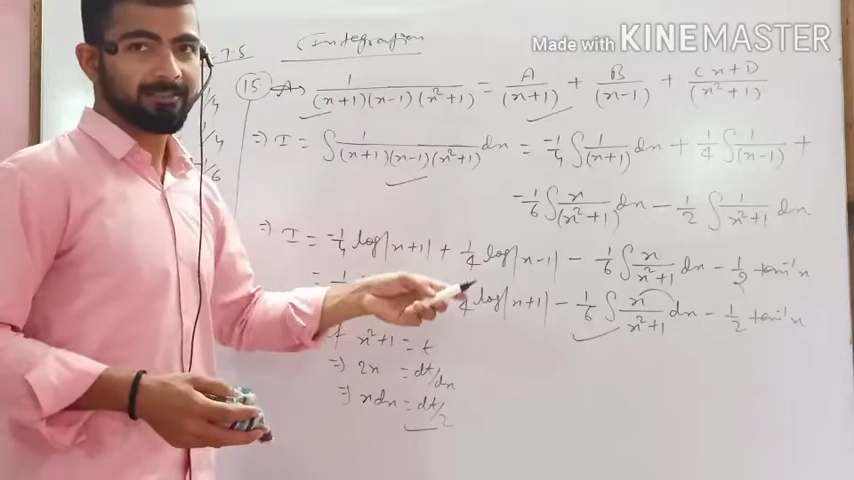 Made with KINEMASTER
7.5 Integration
15 → 1/((x+1)(x-1)(x²+1)) = A/(x+1) + B/(x-1) + (Cx+D)/(x²+1)
⇒ I = ∫ 1/((x+1)(x-1)(x²+1)) dx = -1/4 ∫ 1/(x+1) dx + 1/4 ∫ 1/(x-1) +
-1/6 ∫ x/(x²+1) dx - 1/2 ∫ 1/(x²+1) dx
⇒ I = -1/4 log|x+1| + 1/4 log|x-1| - 1/6 ∫ x/(x²+1) dx - 1/2 tan⁻¹x
= 4 log|x+1| - 1/6 ∫ x/(x²+1) dx - 1/2 tan⁻¹x
x²+1 = t
⇒ 2x = dt/dx
⇒ xdx = dt/2